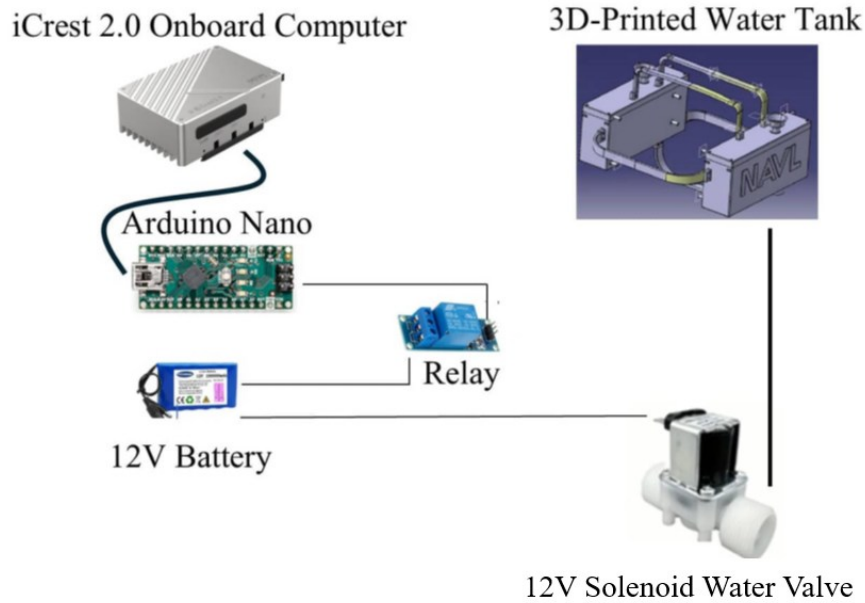 iCrest 2.0 Onboard Computer
3D-Printed Water Tank
NAVL
Arduino Nano
Relay
12V Battery
12V Solenoid Water Valve